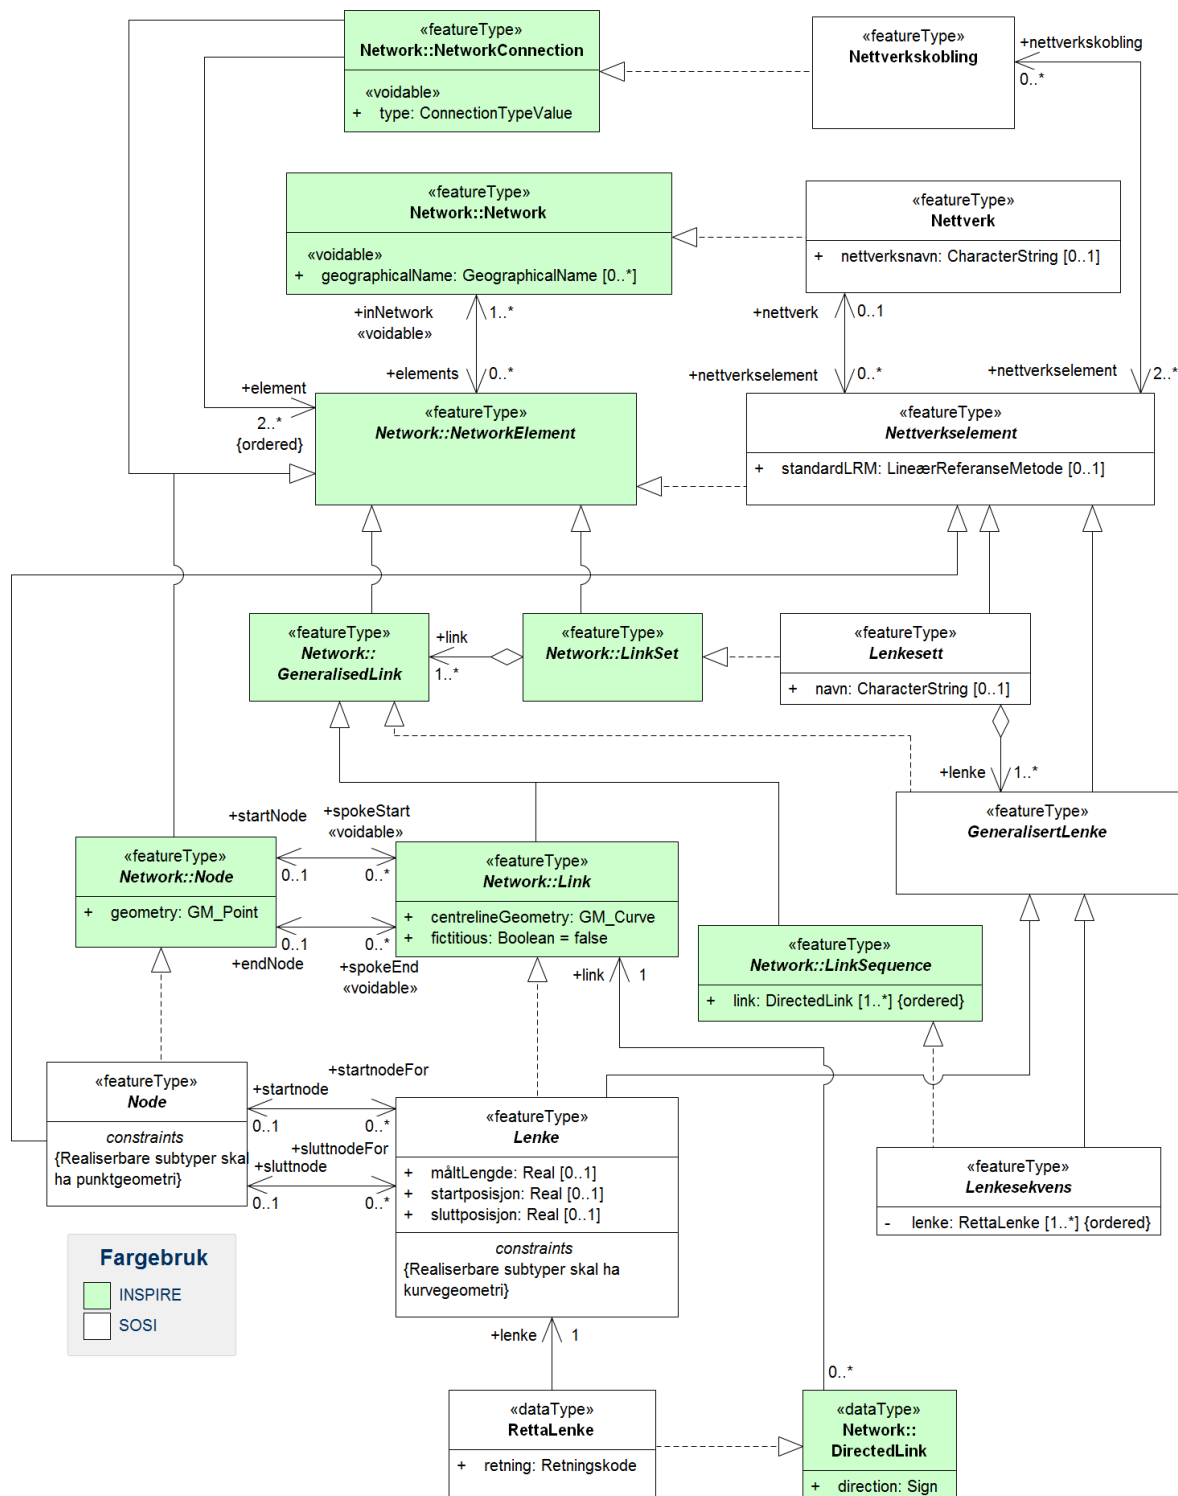 «featureType»
Network::NetworkConnection
«voidable»
+ type: ConnectionTypeValue
«featureType»
Nettverkskobling
+nettverkskobling
0..*
«featureType»
Network::Network
«voidable»
+ geographicalName: GeographicalName [0..*]
«featureType»
Nettverk
+ nettverksnavn: CharacterString [0..1]
+inNetwork
«voidable»
1..*
+nettverk
0..1
+elements
0..*
+nettverkselement
0..*
+nettverkselement
2..*
+element
2..*
{ordered}
«featureType»
Network::NetworkElement
«featureType»
Nettverkselement
+ standardLRM: LineærReferanseMetode [0..1]
«featureType»
Network::
GeneralisedLink
+link
1..*
«featureType»
Network::LinkSet
«featureType»
Lenkesett
+ navn: CharacterString [0..1]
+lenke
1..*
«featureType»
GeneralisertLenke
+startNode
0..1
+spokeStart
«voidable»
0..*
«featureType»
Network::Node
+ geometry: GM_Point
«featureType»
Network::Link
+ centrelineGeometry: GM_Curve
+ fictitious: Boolean = false
0..1
+endNode
0..*
+spokeEnd
«voidable»
+link
1
«featureType»
Network::LinkSequence
+ link: DirectedLink [1..*] {ordered}
«featureType»
Node
constraints
{Realiserbare subtyper skal
ha punktgeometri}
+startnode
0..1
+startnodeFor
0..*
+sluttnodeFor
+sluttnode
0..1
0..*
«featureType»
Lenke
+ måltLengde: Real [0..1]
+ startposisjon: Real [0..1]
+ sluttposisjon: Real [0..1]
constraints
{Realiserbare subtyper skal ha
kurvegeometri}
«featureType»
Lenkesekvens
- lenke: RettaLenke [1..*] {ordered}
Fargebruk
INSPIRE
SOSI
+lenke
1
0..*
«dataType»
RettaLenke
+ retning: Retningskode
«dataType»
Network::
DirectedLink
+ direction: Sign